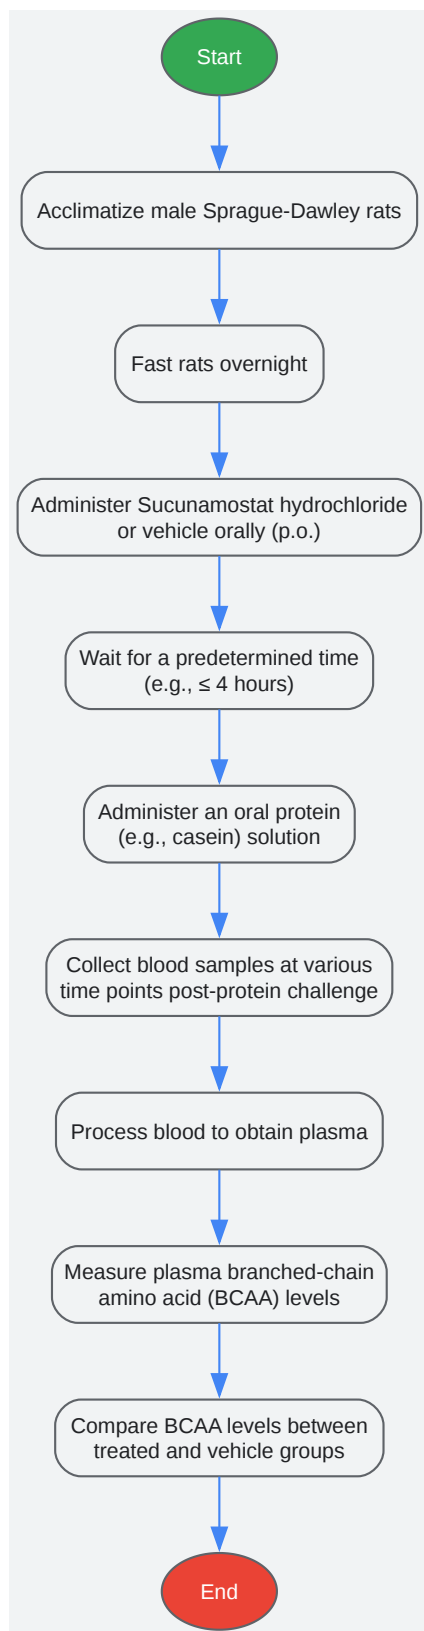 Start
Acclimatize male Sprague-Dawley rats
Fast rats overnight
Administer Sucunamostat hydrochloride
or vehicle orally (p.o.)
Wait for a predetermined time
(e.g., ≤ 4 hours)
Administer an oral protein
(e.g., casein) solution
Collect blood samples at various
time points post-protein challenge
Process blood to obtain plasma
Measure plasma branched-chain
amino acid (BCAA) levels
Compare BCAA levels between
treated and vehicle groups
End